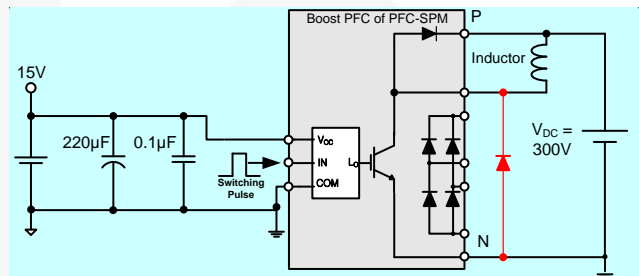 Boost PFC of PFC-SPM
P
Inductor
15V
220µF
0.1µF
VCC
IN
COM
LO
Switching
Pulse
VDC =
300V
N